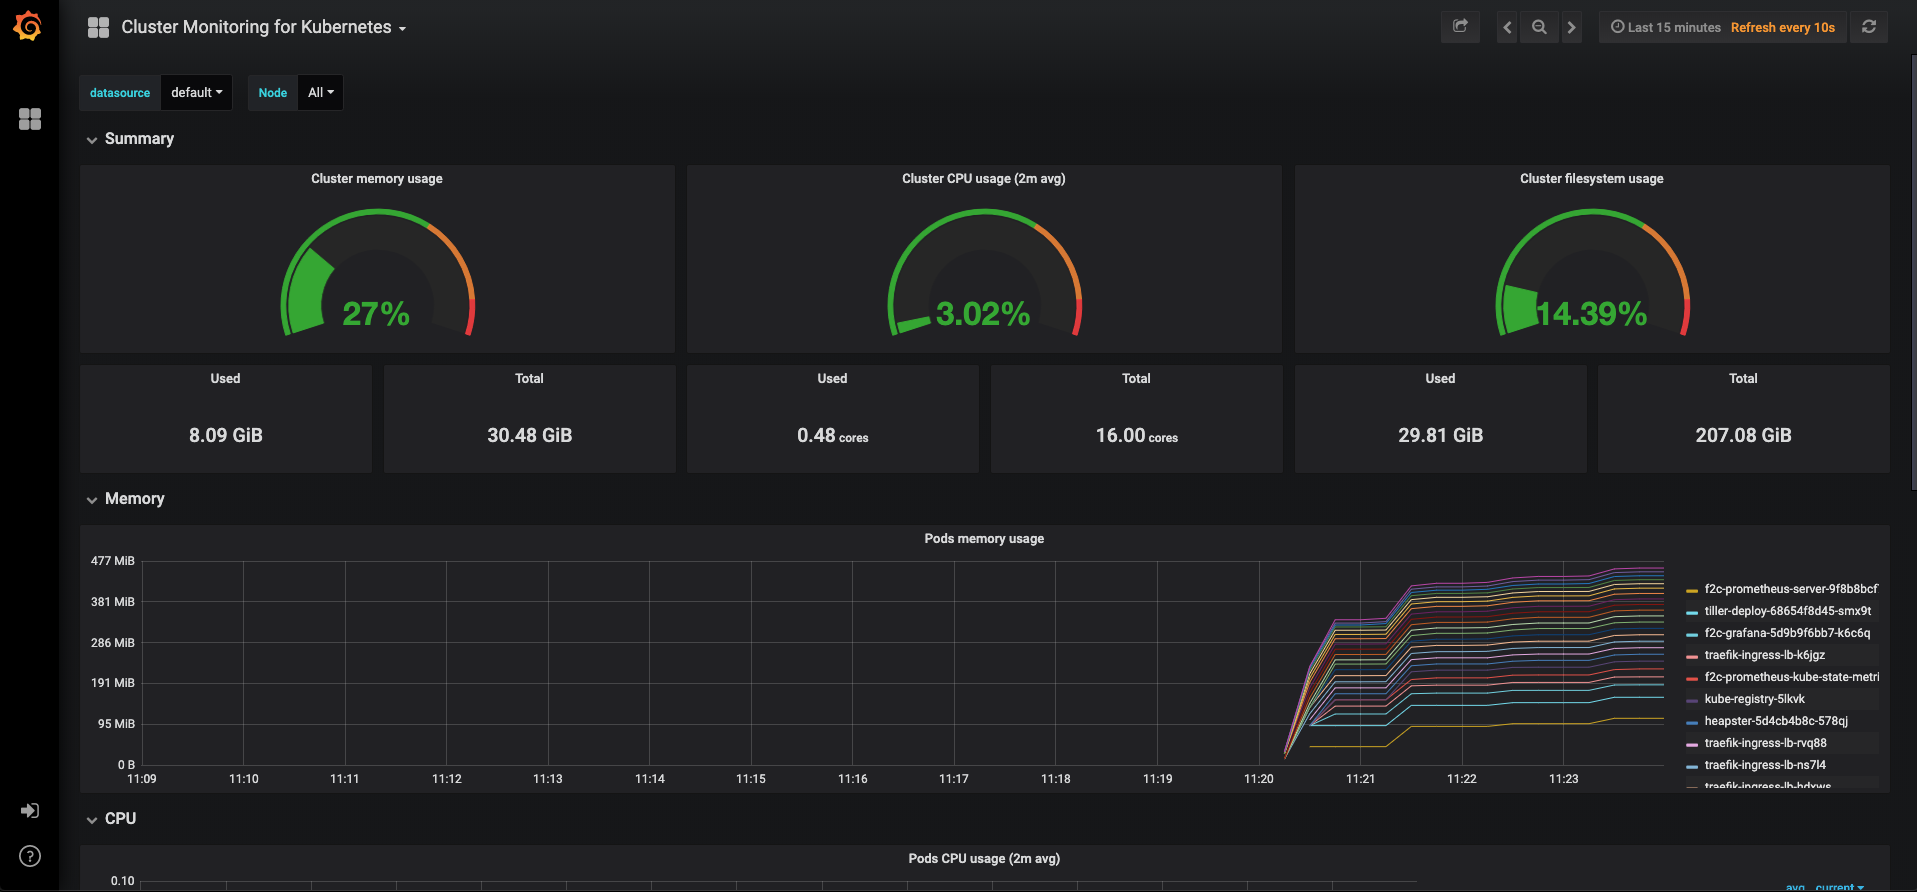 Cluster Monitoring for Kubernetes
Last 15 minutes Refresh every 10s
datasource default Node All
Summary
Cluster memory usage
27%
Cluster CPU usage (2m avg)
3.02%
Cluster filesystem usage
14.39%
Used
8.09 GiB
Total
30.48 GiB
Used
0.48 cores
Total
16.00 cores
Used
29.81 GiB
Total
207.08 GiB
Memory
Pods memory usage
477 MiB
381 MiB
286 MiB
191 MiB
95 MiB
0 B
11:09 11:10 11:11 11:12 11:13 11:14 11:15 11:16 11:17 11:18 11:19 11:20 11:21 11:22 11:23
f2c-prometheus-server-9f8b8bcf
tiller-deploy-68654f8d45-smx9t
f2c-grafana-5d9b9f6bb7-k6c6q
traefik-ingress-lb-k6jgz
f2c-prometheus-kube-state-metri
kube-registry-5lkvk
heapster-5d4cb4b8c-578qj
traefik-ingress-lb-rvq88
traefik-ingress-lb-ns7l4
CPU
Pods CPU usage (2m avg)
0.10
avg current